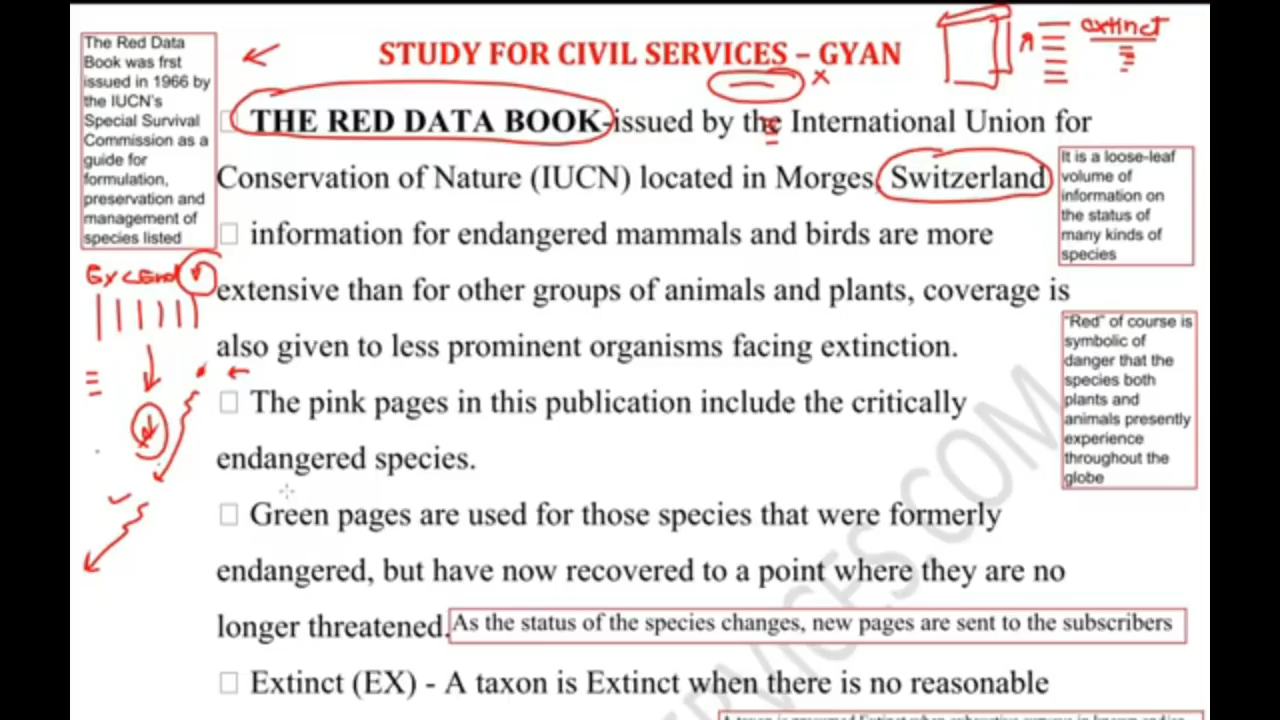 The Red Data
Book was frst
issued in 1966 by
the IUCN's
Special Survival
Commission as a
guide for
formulation,
preservation and
management of
species listed
STUDY FOR CIVIL SERVICES – GYAN
extinct
THE RED DATA BOOK-issued by the International Union for
Conservation of Nature (IUCN) located in Morges, Switzerland
It is a loose-leaf
volume of
information on
the status of
many kinds of
species
information for endangered mammals and birds are more
extensive than for other groups of animals and plants, coverage is
also given to less prominent organisms facing extinction.
"Red" of course is
symbolic of
danger that the
species both
plants and
animals presently
experience
throughout the
globe
The pink pages in this publication include the critically
endangered species.
Green pages are used for those species that were formerly
endangered, but have now recovered to a point where they are no
longer threatened.
As the status of the species changes, new pages are sent to the subscribers
Extinct (EX) - A taxon is Extinct when there is no reasonable